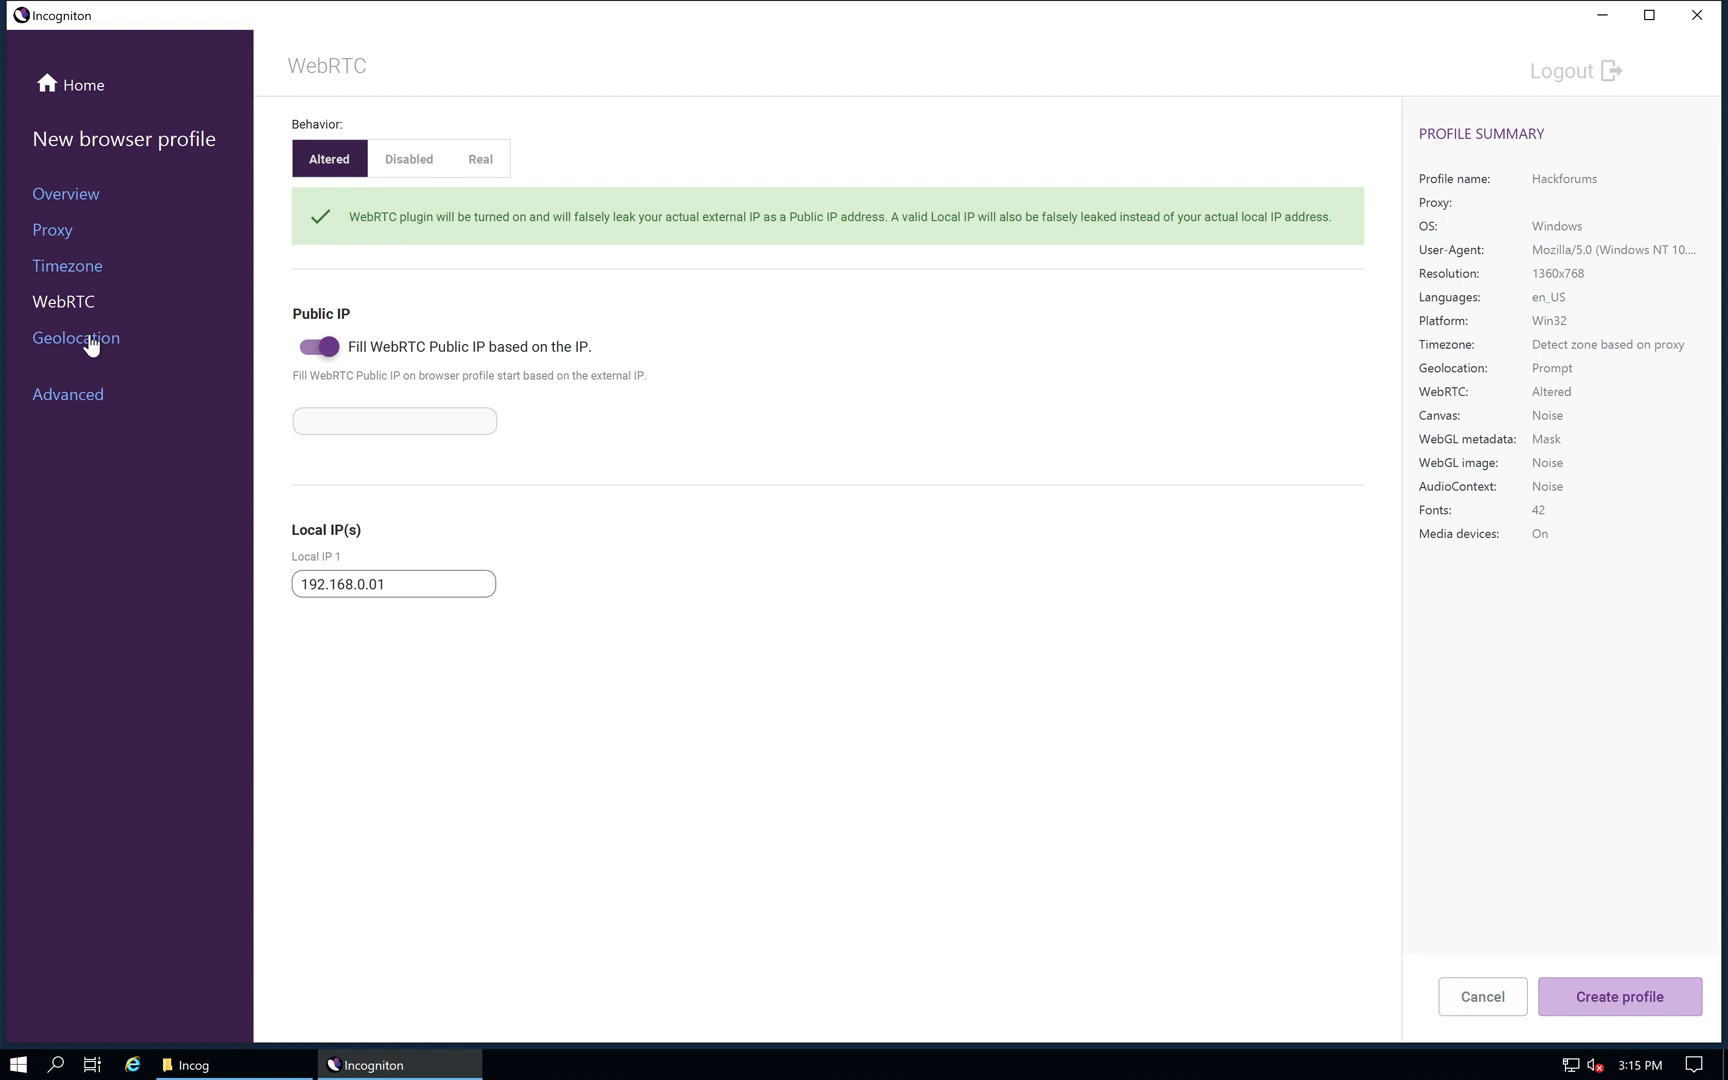 Incogniton
Home
New browser profile
Overview
Proxy
Timezone
WebRTC
Geolocation
Advanced
WebRTC
Logout
Behavior:
Altered Disabled Real
WebRTC plugin will be turned on and will falsely leak your actual external IP as a Public IP address. A valid Local IP will also be falsely leaked instead of your actual local IP address.
Public IP
Fill WebRTC Public IP based on the IP.
Fill WebRTC Public IP on browser profile start based on the external IP.
Local IP(s)
Local IP 1
192.168.0.01
PROFILE SUMMARY
Profile name: Hackforums
Proxy:
OS: Windows
User-Agent: Mozilla/5.0 (Windows NT 10....
Resolution: 1360x768
Languages: en_US
Platform: Win32
Timezone: Detect zone based on proxy
Geolocation: Prompt
WebRTC: Altered
Canvas: Noise
WebGL metadata: Mask
WebGL image: Noise
AudioContext: Noise
Fonts: 42
Media devices: On
Cancel Create profile
Incog Incogniton 3:15 PM